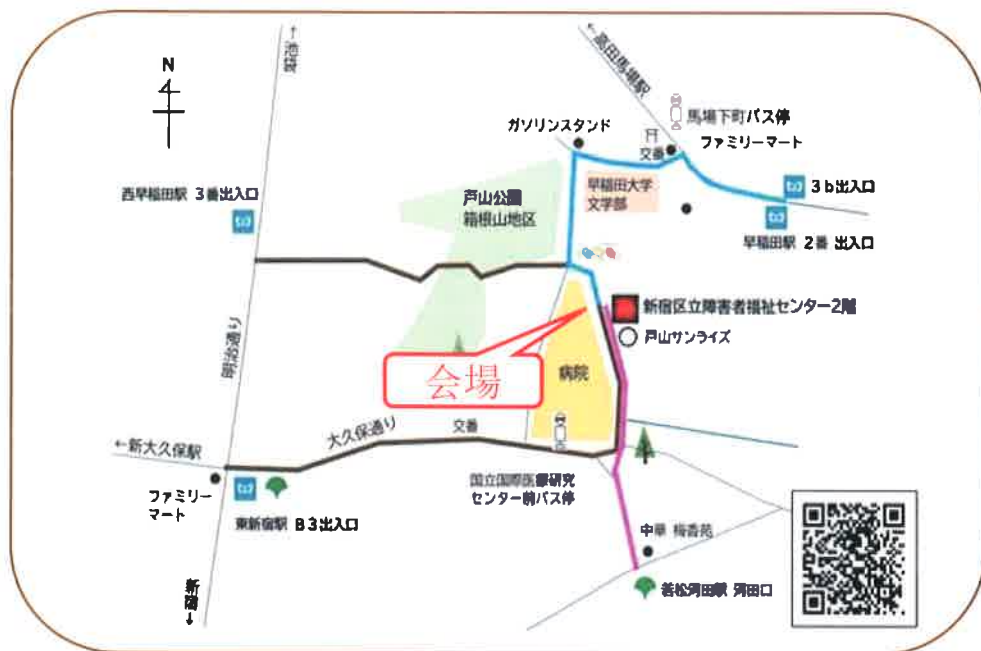 N
←池袋
←高田馬場駅
馬場下町バス停
ファミリーマート
ガソリンスタンド
交番
早稲田大学
文学部
3b出入口
早稲田駅 2番 出入口
西早稲田駅 3番出入口
戸山公園
箱根山地区
新宿区立障害者福祉センター2階
戸山サンライズ
明治通り
会場
病院
大久保通り
交番
←新大久保駅
ファミリー
マート
東新宿駅 B3出入口
国立国際医療研究
センター前バス停
中華 梅香苑
若松河田駅 河田口